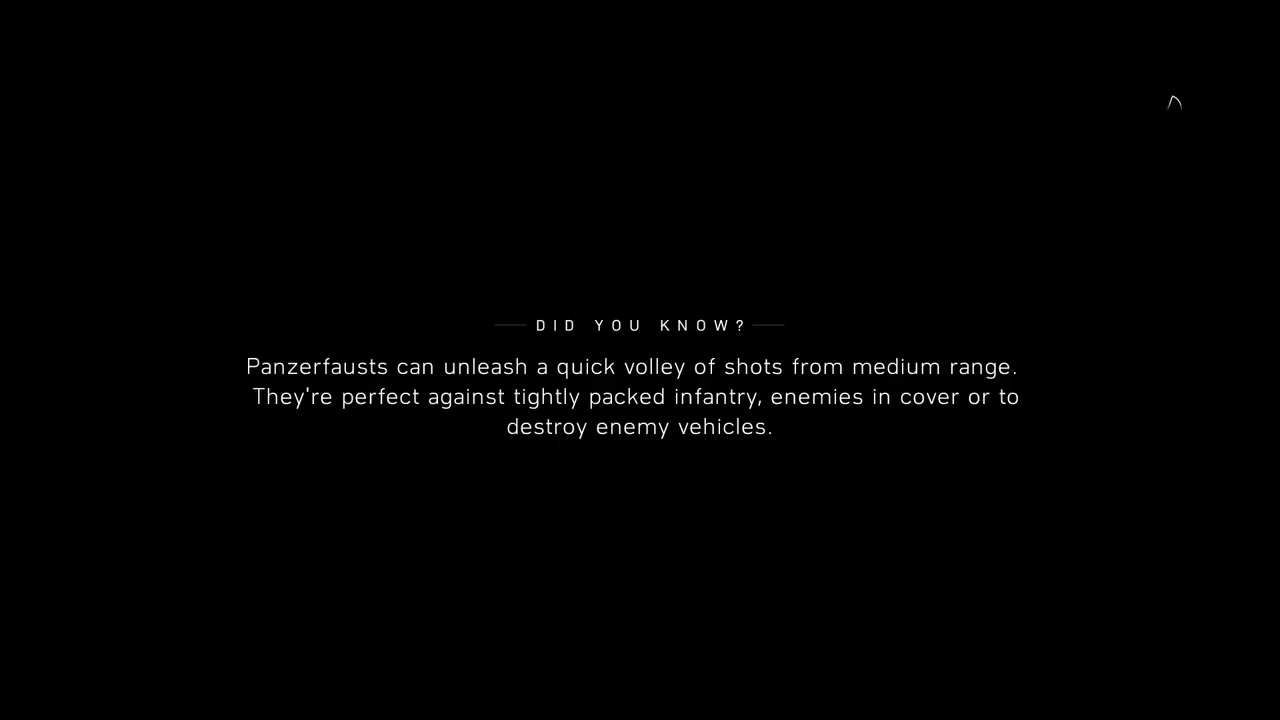 DID YOU KNOW?
Panzerfausts can unleash a quick volley of shots from medium range.
They're perfect against tightly packed infantry, enemies in cover or to
destroy enemy vehicles.